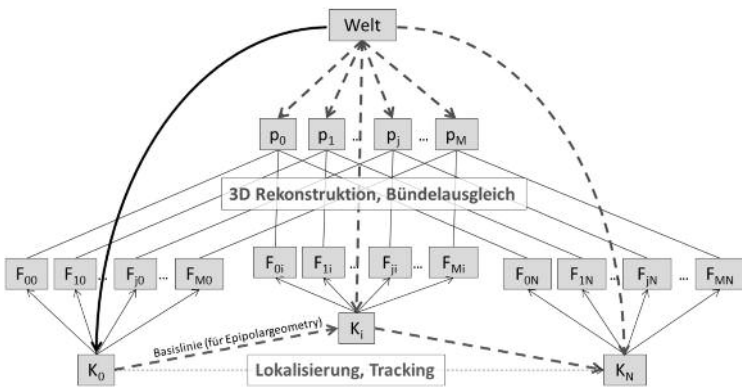 Welt
p0 p1 .. pj ... pM
3D Rekonstruktion, Bündelausgleich
F00 F10 .. Fj0 ... FM0
F0i F1i .. Fji ... FMi
F0N F1N .. FjN ... FMN
Basislinie (für Epipolargeometry)
Ki
K0
Lokalisierung, Tracking
KN